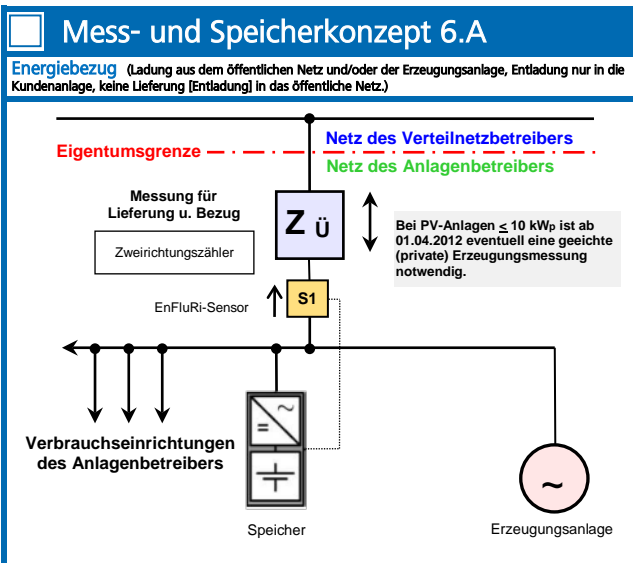 Mess- und Speicherkonzept 6.A
Energiebezug (Ladung aus dem öffentlichen Netz und/oder der Erzeugungsanlage, Entladung nur in die
Kundenanlage, keine Lieferung [Entladung] in das öffentliche Netz.)
Netz des Verteilnetzbetreibers
Eigentumsgrenze
Netz des Anlagenbetreibers
Messung für
Lieferung u. Bezug
Zweirichtungszähler
Z Ü
Bei PV-Anlagen < 10 kWp ist ab
01.04.2012 eventuell eine geeichte
(private) Erzeugungsmessung
notwendig.
EnFluRi-Sensor
S1
Verbrauchseinrichtungen
des Anlagenbetreibers
~
=
~
Speicher
Erzeugungsanlage